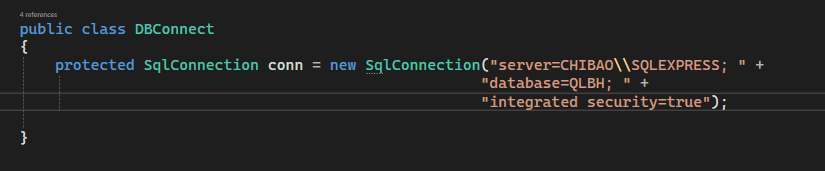 4 references
public class DBConnect
{
protected SqlConnection conn = new SqlConnection("server=CHIBAO\\SQLEXPRESS; " +
"database=QLBH; " +
"integrated security=true");
}